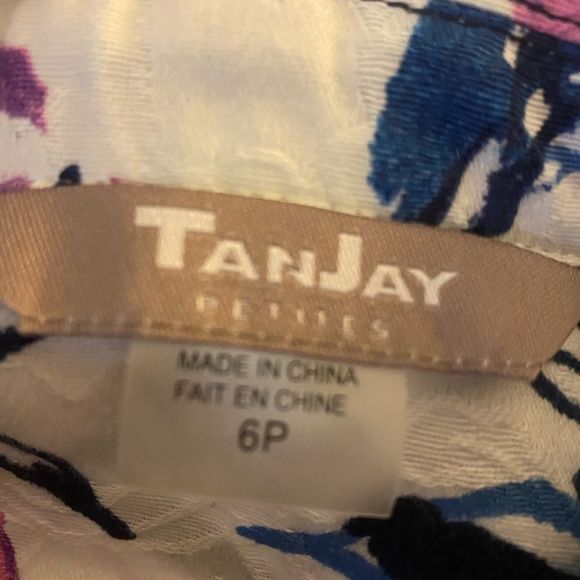 TANJAY
PETITES
MADE IN CHINA
FAIT EN CHINE
6P